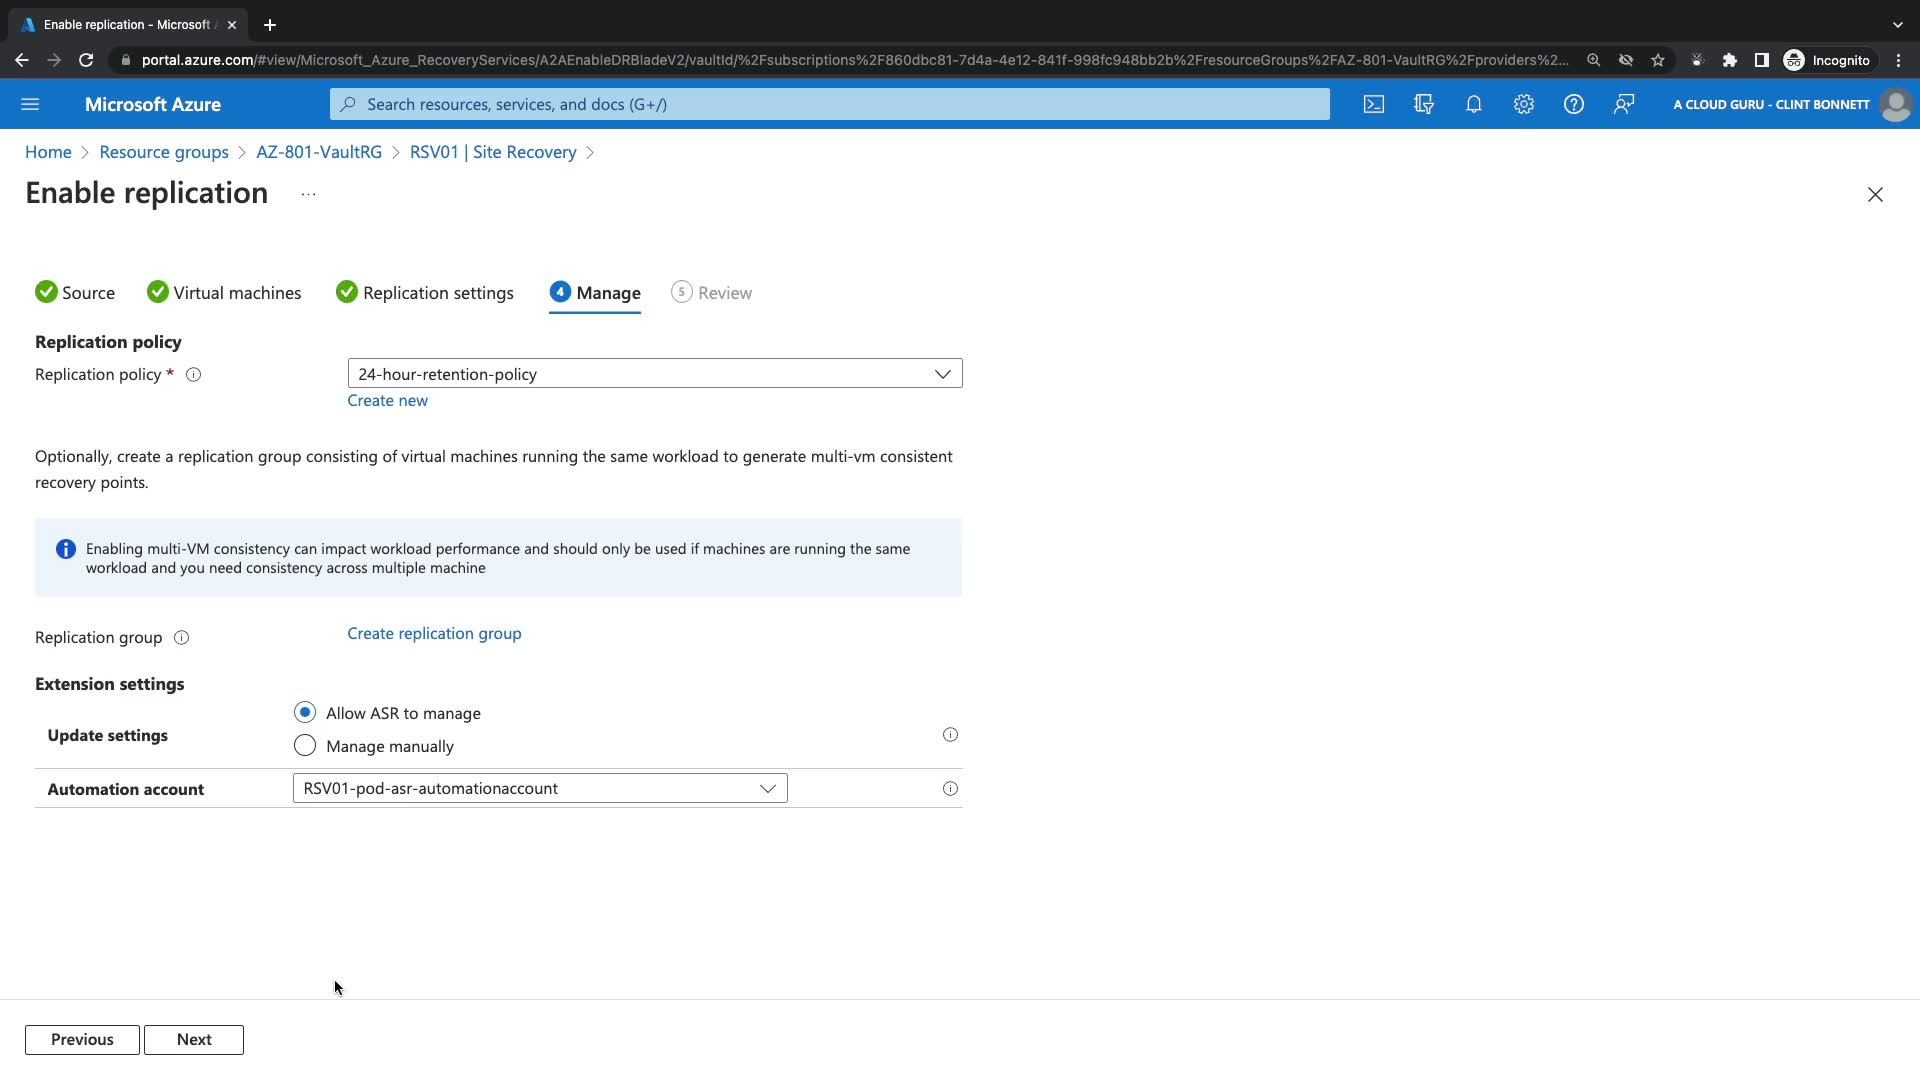 Enable replication - Microsoft A
portal.azure.com/#view/Microsoft_Azure_RecoveryServices/A2AEnableDRBladeV2/vaultId/%2Fsubscriptions%2F860dbc81-7d4a-4e12-841f-998fc948bb2b%2FresourceGroups%2FAZ-801-VaultRG%2Fproviders%2...
Incognito
Microsoft Azure
Search resources, services, and docs (G+/)
A CLOUD GURU - CLINT BONNETT
Home > Resource groups > AZ-801-VaultRG > RSV01 | Site Recovery >
Enable replication ...
Source
Virtual machines
Replication settings
4 Manage
5 Review
Replication policy
Replication policy *
24-hour-retention-policy
Create new
Optionally, create a replication group consisting of virtual machines running the same workload to generate multi-vm consistent
recovery points.
Enabling multi-VM consistency can impact workload performance and should only be used if machines are running the same
workload and you need consistency across multiple machine
Replication group
Create replication group
Extension settings
Update settings
Allow ASR to manage
Manage manually
Automation account
RSV01-pod-asr-automationaccount
Previous
Next